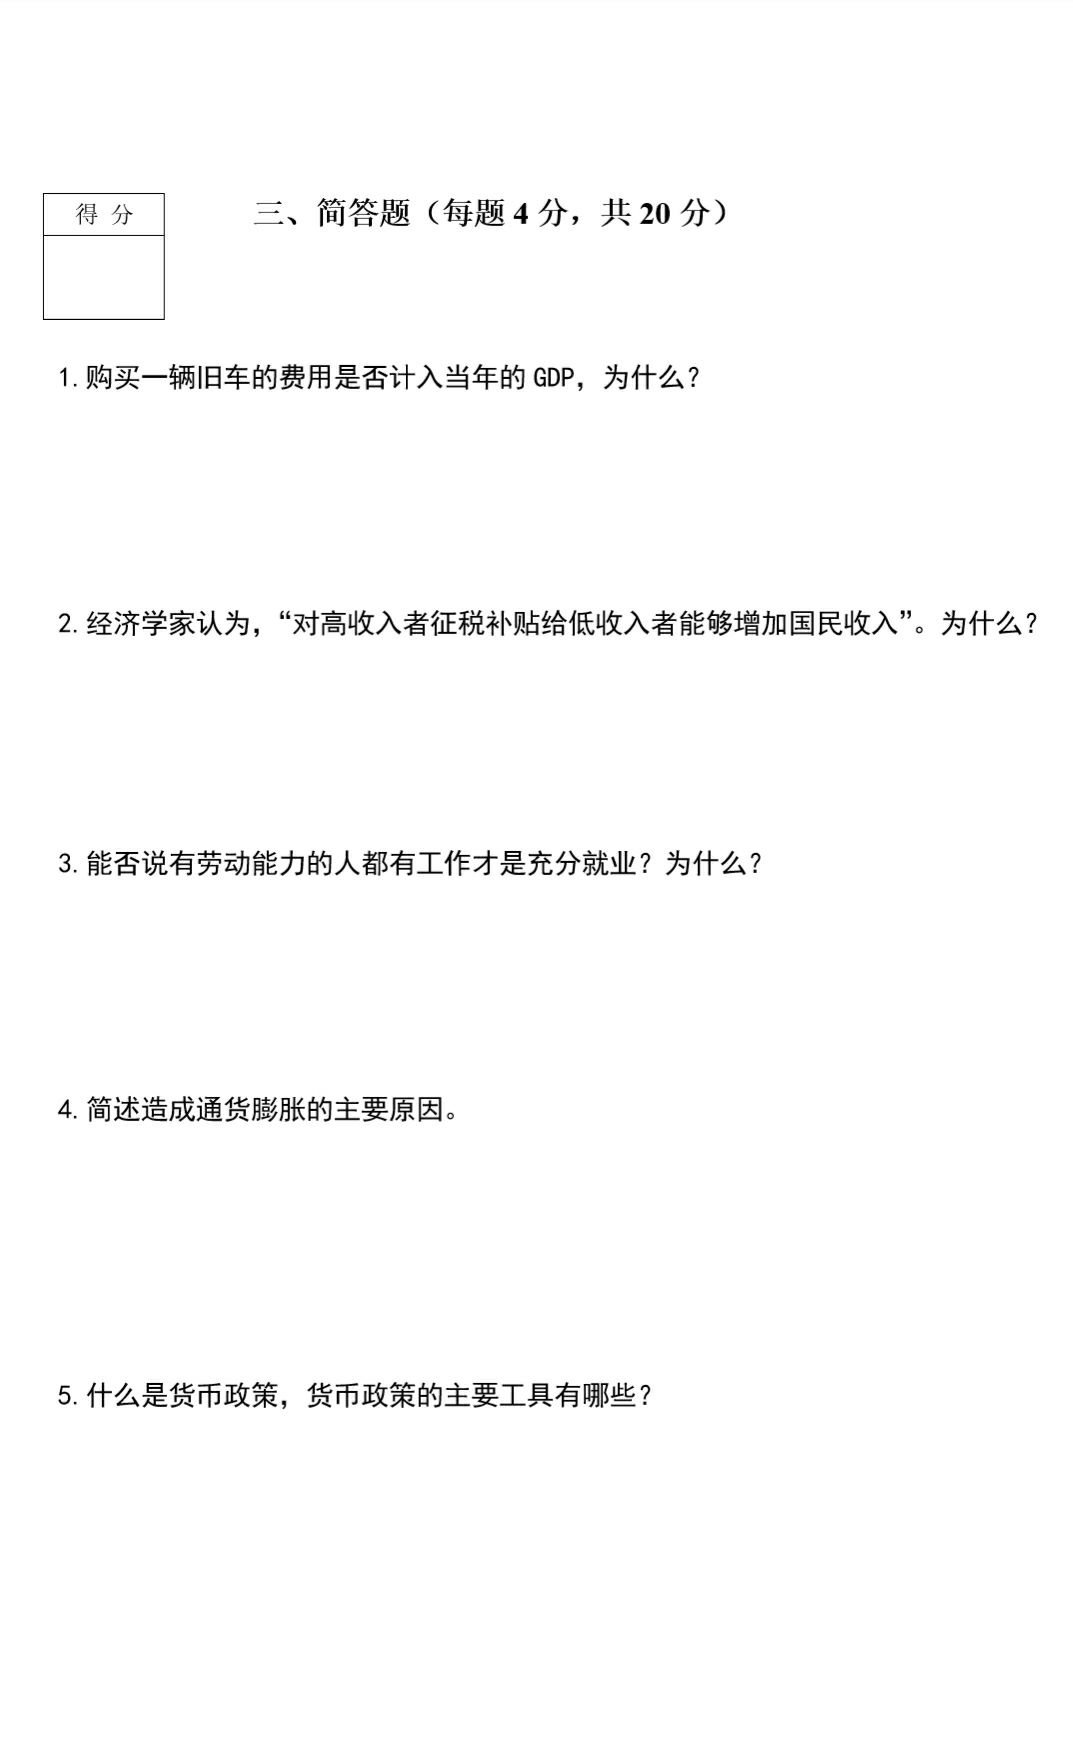 得 分
三、简答题（每题 4 分，共 20 分）
1. 购买一辆旧车的费用是否计入当年的 GDP，为什么？
2. 经济学家认为，“对高收入者征税补贴给低收入者能够增加国民收入”。为什么？
3. 能否说有劳动能力的人都有工作才是充分就业？为什么？
4. 简述造成通货膨胀的主要原因。
5. 什么是货币政策，货币政策的主要工具有哪些？